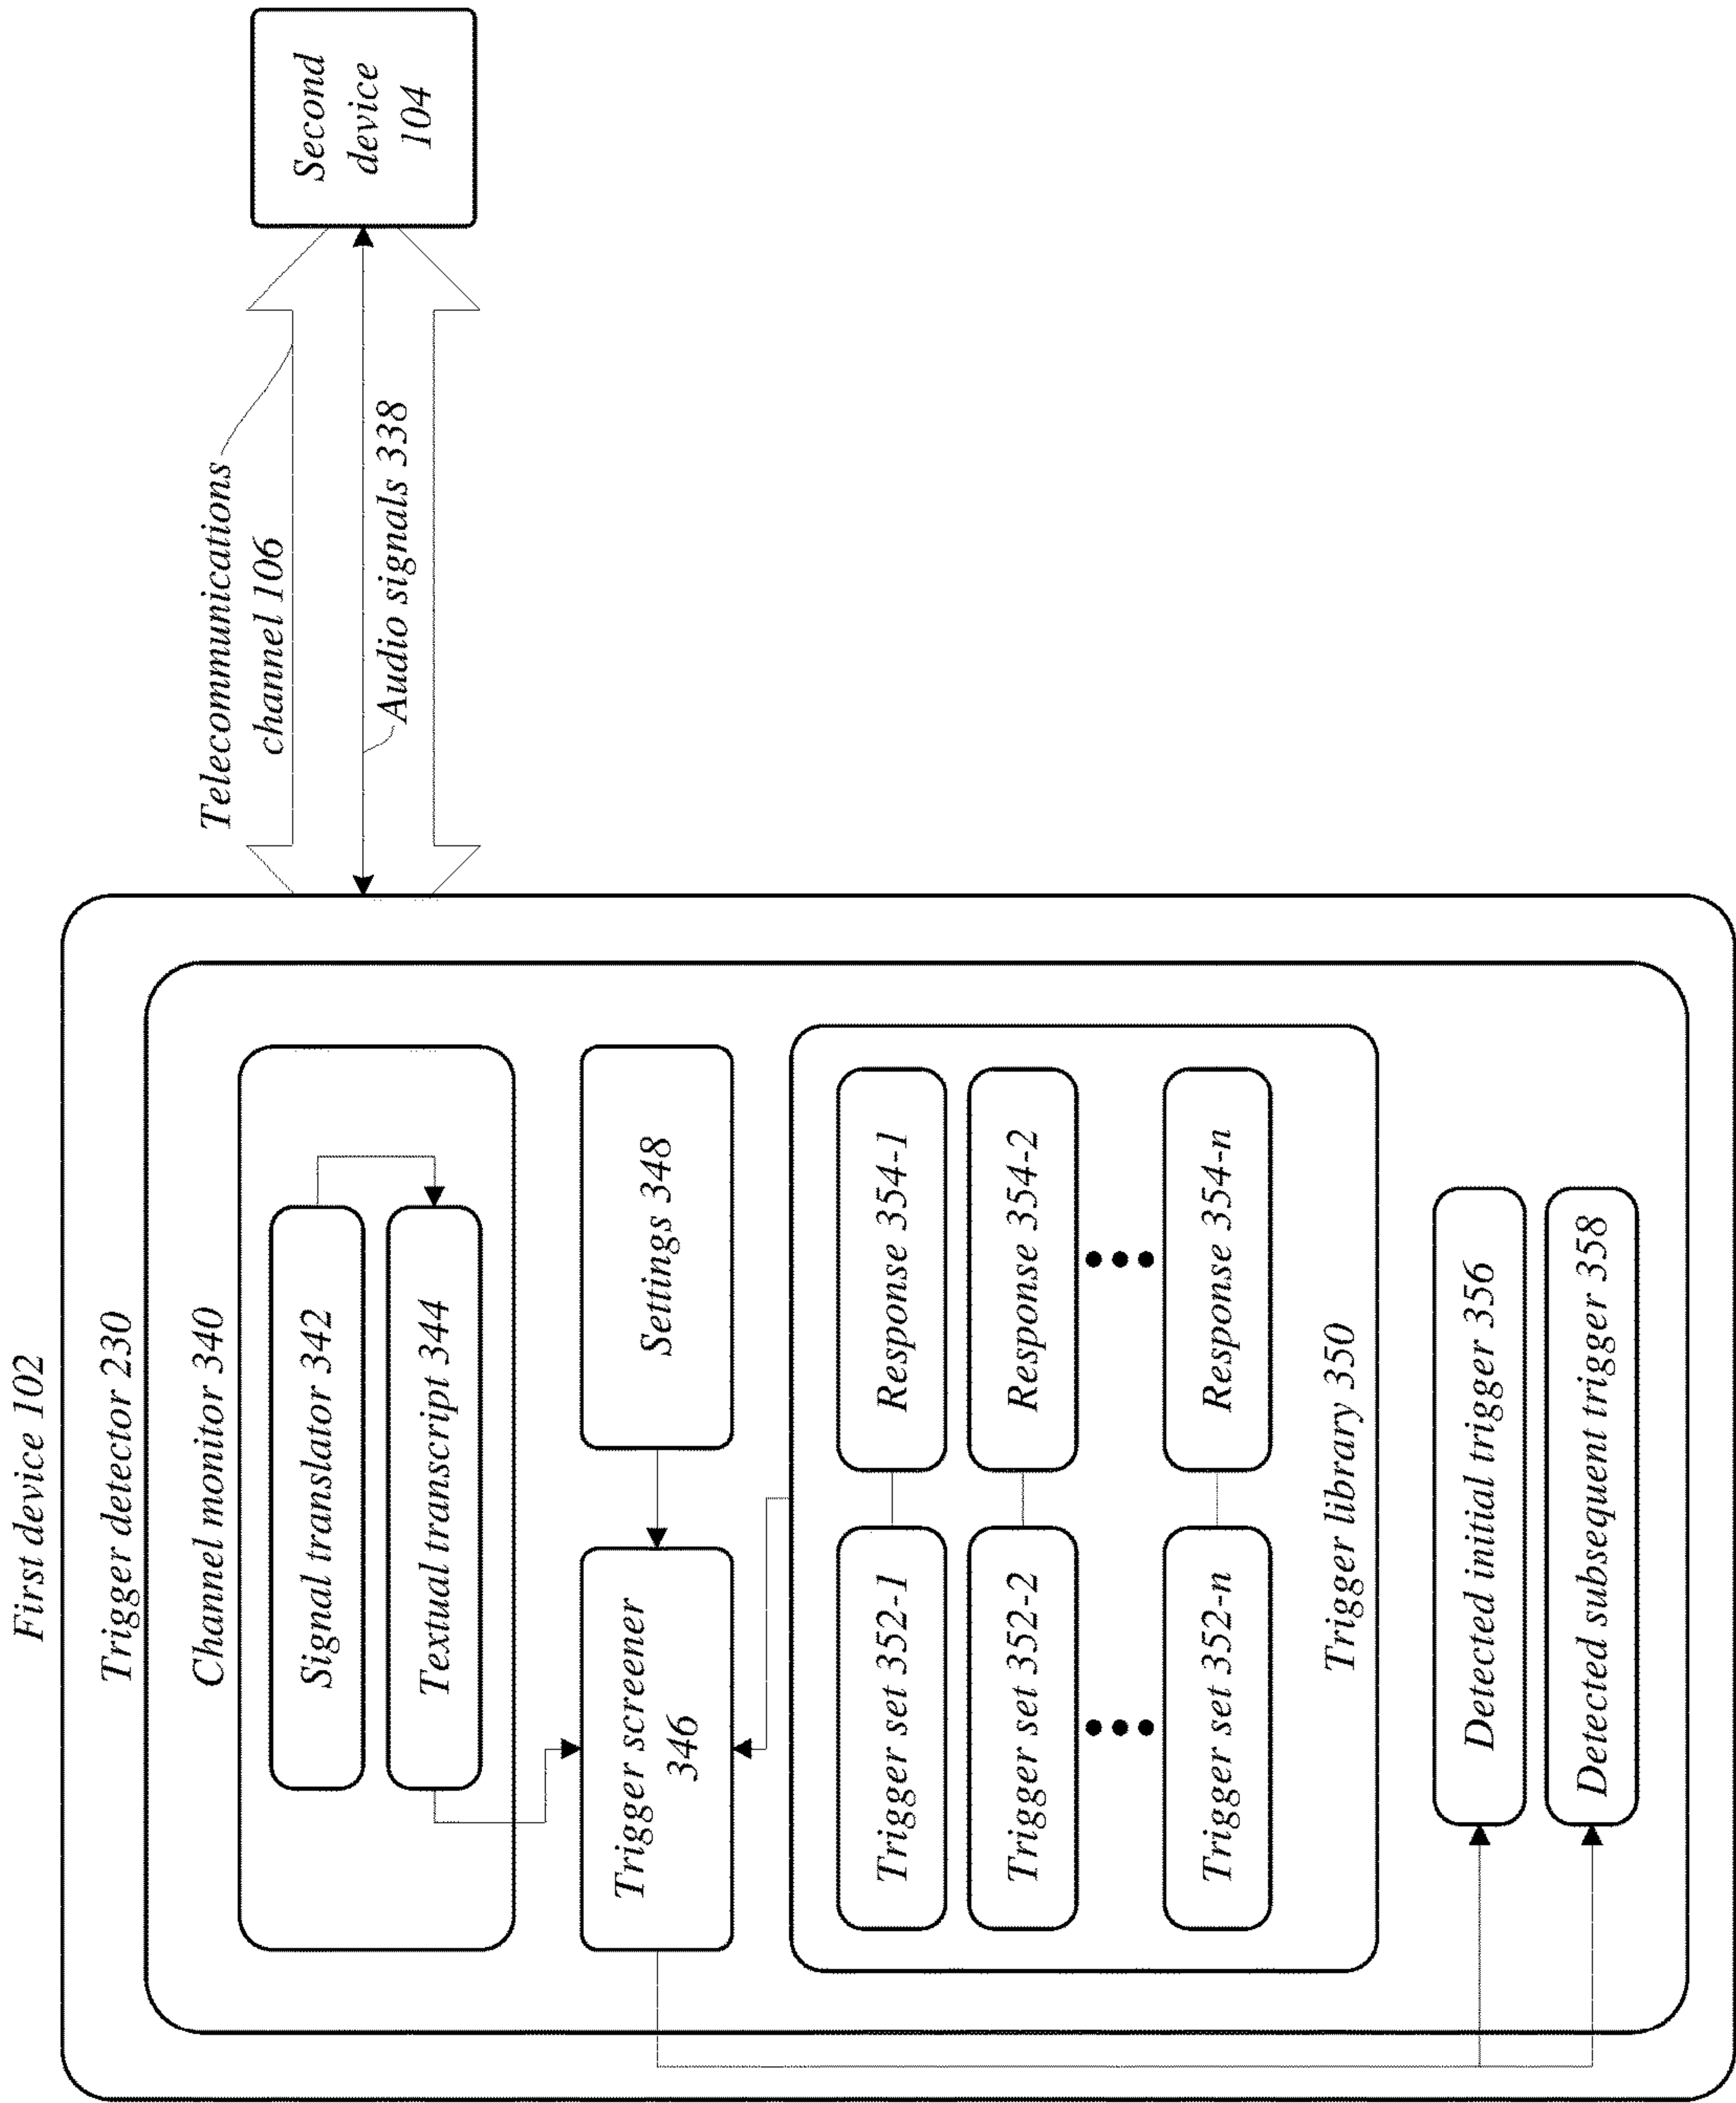 First device 102
Trigger detector 230
Channel monitor 340
Signal translator 342
Textual transcript 344
Trigger screener
346
Settings 348
Trigger set 352-1
Response 354-1
Trigger set 352-2
Response 354-2
Trigger set 352-n
Response 354-n
Trigger library 350
Detected initial trigger 356
Detected subsequent trigger 358
Telecommunications
channel 106
Audio signals 338
Second
device
104